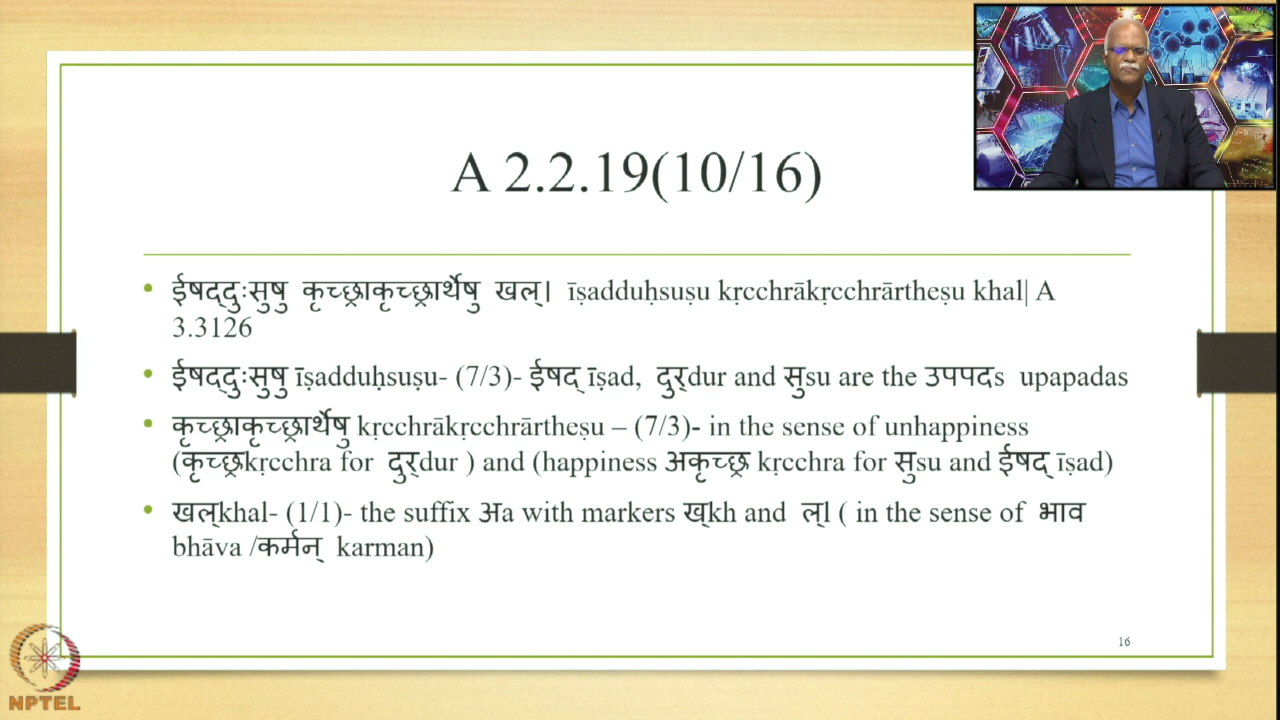 A 2.2.19(10/16)
• ईषद्दुःसुषु कृच्छ्राकृच्छ्रार्थेषु खल्। īṣadduḥsuṣu kṛcchrākṛcchrārtheṣu khal| A
3.3126
• ईषद्दुःसुषु īṣadduḥsuṣu- (7/3)- ईषद् īṣad, दुर्dur and सुsu are the उपपदs upapadas
• कृच्छ्राकृच्छ्रार्थेषु kṛcchrākṛcchrārtheṣu – (7/3)- in the sense of unhappiness
(कृच्छ्रkṛcchra for दुर्dur ) and (happiness अकृच्छ्र kṛcchra for सुsu and ईषद् īṣad)
• खल्khal- (1/1)- the suffix अa with markers ख्kh and ल्l ( in the sense of भाव
bhāva /कर्मन् karman)
16
NPTEL